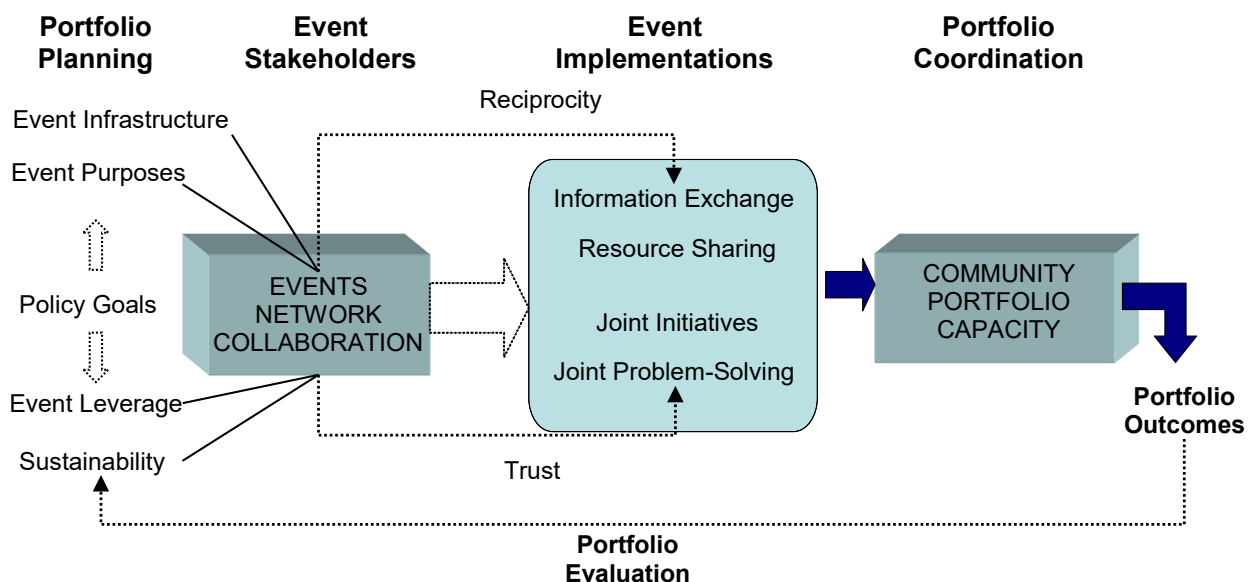 Portfolio
Planning
Event
Stakeholders
Event
Implementations
Portfolio
Coordination
Reciprocity
Event Infrastructure
Event Purposes
Policy Goals
Event Leverage
Sustainability
EVENTS
NETWORK
COLLABORATION
Information Exchange
Resource Sharing
Joint Initiatives
Joint Problem-Solving
COMMUNITY
PORTFOLIO
CAPACITY
Portfolio
Outcomes
Trust
Portfolio
Evaluation